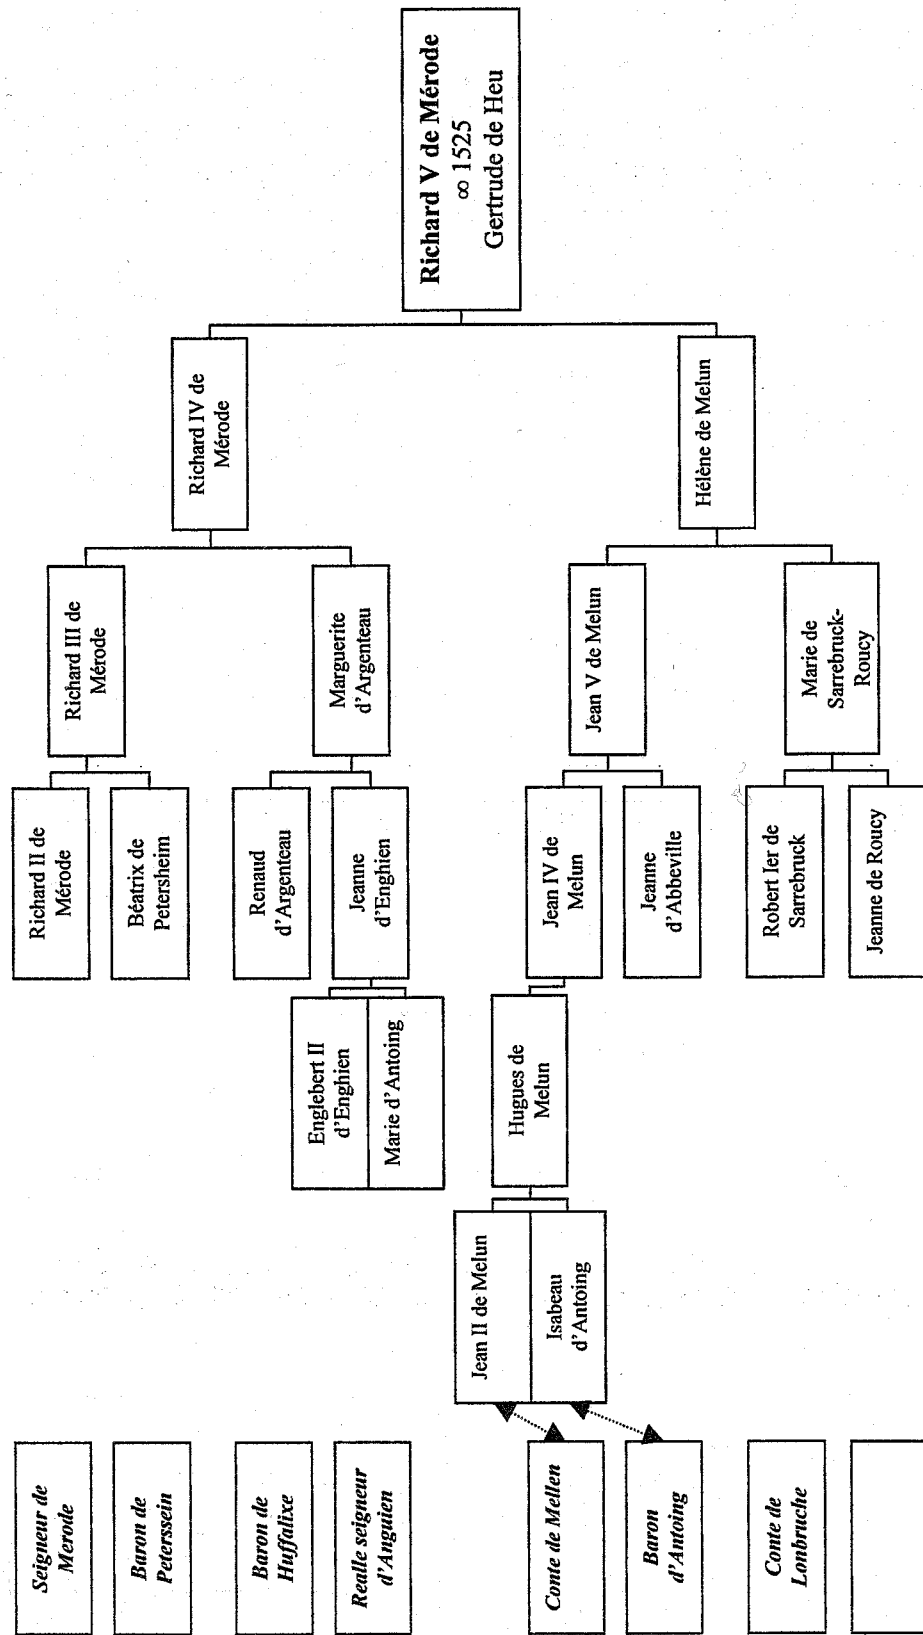 Seigneur de
Merode
Baron de
Peterssein
Baron de
Huffalixe
Realle seigneur
d'Anguien
Conte de Mellen
Baron
d'Antoing
Conte de
Lonbruche
Jean II de Melun
Isabeau
d'Antoing
Englebert II
d'Enghien
Marie d'Antoing
Hugues de
Melun
Richard II de
Mérode
Béatrix de
Petersheim
Renaud
d'Argenteau
Jeanne
d'Enghien
Jean IV de
Melun
Jeanne
d'Abbeville
Robert Ier de
Sarrebruck
Jeanne de Roucy
Richard III de
Mérode
Marguerite
d'Argenteau
Jean V de Melun
Marie de
Sarrebruck-
Roucy
Richard IV de
Mérode
Hélène de Melun
Richard V de Mérode
∞ 1525
Gertrude de Heu